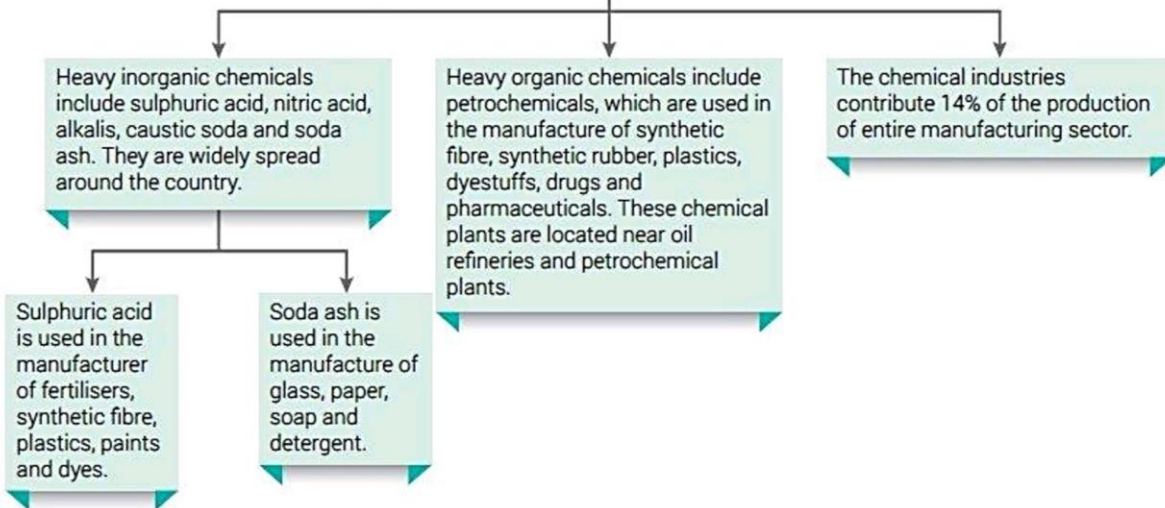 Heavy inorganic chemicals
include sulphuric acid, nitric acid,
alkalis, caustic soda and soda
ash. They are widely spread
around the country.
Heavy organic chemicals include
petrochemicals, which are used in
the manufacture of synthetic
fibre, synthetic rubber, plastics,
dyestuffs, drugs and
pharmaceuticals. These chemical
plants are located near oil
refineries and petrochemical
plants.
The chemical industries
contribute 14% of the production
of entire manufacturing sector.
Sulphuric acid
is used in the
manufacturer
of fertilisers,
synthetic fibre,
plastics, paints
and dyes.
Soda ash is
used in the
manufacture of
glass, paper,
soap and
detergent.